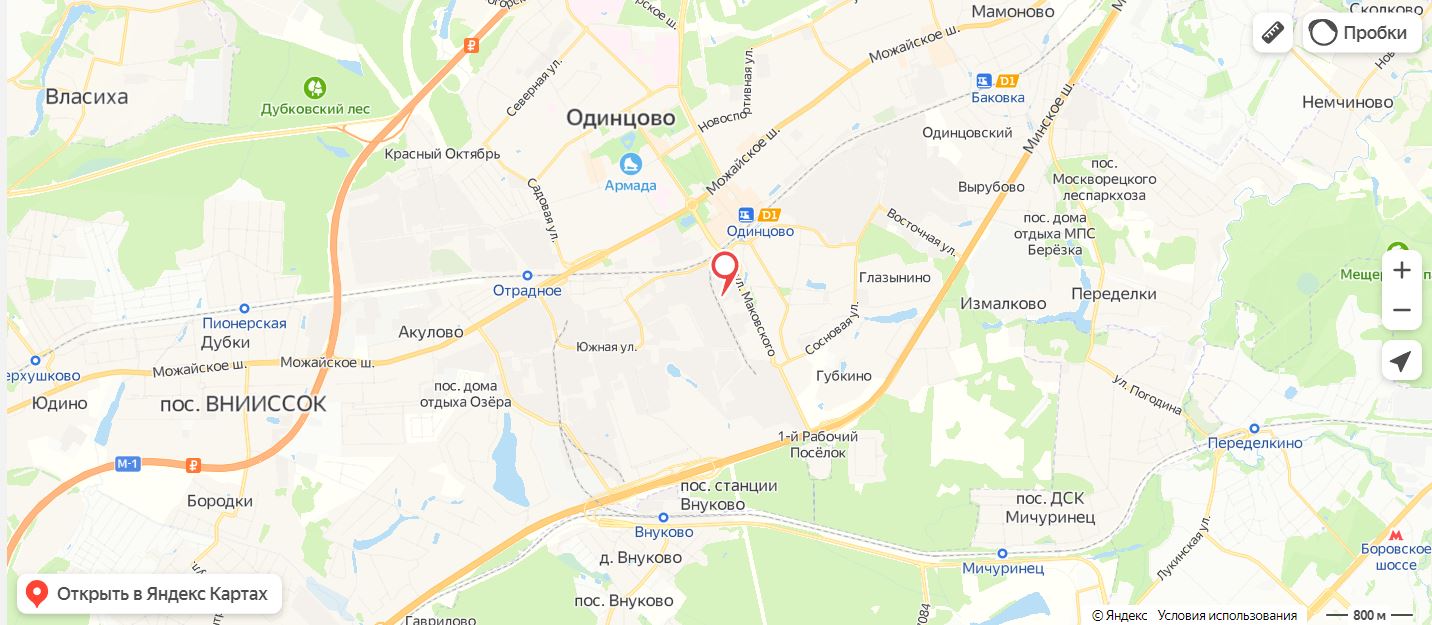 Сколково
Мамоново
Можайское ш.
Пробки
Власиха
Дубковский лес
Северная ул.
D1
Баковка
Минское ш.
Немчиново
Одинцово
Одинцовский
Красный Октябрь
Армада
Можайское ш.
Вырубово
пос.
Москворецкого
леспаркхоза
Садовая ул.
D1
Одинцово
Восточная ул.
пос. дома
отдыха МПС
Берёзка
Отрадное
Глазынино
Измалково
Переделки
Пионерская
Дубки
Акулово
ул. Маковского
Сосновая ул.
Южная ул.
Можайское ш.
Можайское ш.
Губкино
пос. дома
отдыха Озёра
ул. Погодина
Юдино
пос. ВНИИССОК
1-й Рабочий
Посёлок
Переделкино
М-1
Бородки
пос. станции
Внуково
пос. ДСК
Мичуринец
Внуково
д. Внуково
Мичуринец
Лукинская ул.
Боровское
шоссе
Открыть в Яндекс Картах
пос. Внуково
Гаврилово
© Яндекс
Условия использования
800 м